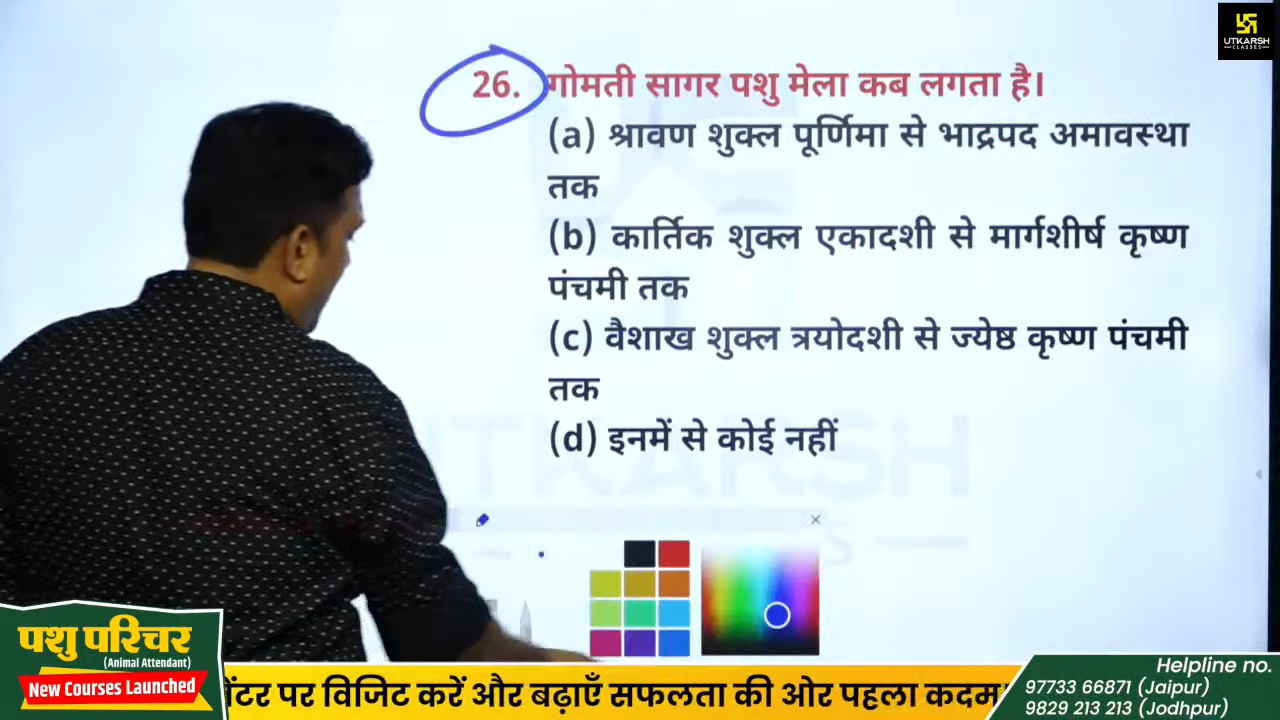 UTKARSH
CLASSES
26. गोमती सागर पशु मेला कब लगता है।
(a) श्रावण शुक्ल पूर्णिमा से भाद्रपद अमावस्था
तक
(b) कार्तिक शुक्ल एकादशी से मार्गशीर्ष कृष्ण
पंचमी तक
(c) वैशाख शुक्ल त्रयोदशी से ज्येष्ठ कृष्ण पंचमी
तक
(d) इनमें से कोई नहीं
UTKARSH
पशु परिचर
(Animal Attendant)
New Courses Launched
पर विजिट करें और बढ़ाएँ सफलता की ओर पहला कदम
Helpline no.
97733 66871 (Jaipur)
9829 213 213 (Jodhpur)